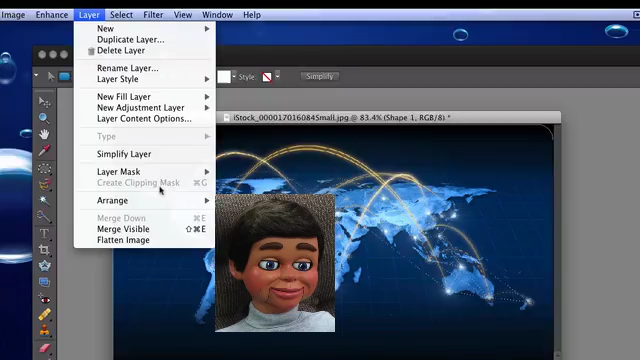 Image Enhance Layer Select Filter View Window Help
New
Duplicate Layer...
Delete Layer
Rename Layer...
Layer Style
Style: Simplify
New Fill Layer
New Adjustment Layer
Layer Content Options...
iStock_000017016084Small.jpg @ 83.4% (Shape 1, RGB/8) *
Type
Simplify Layer
Layer Mask
Create Clipping Mask ⌘G
Arrange
Merge Down ⌘E
Merge Visible ⇧⌘E
Flatten Image